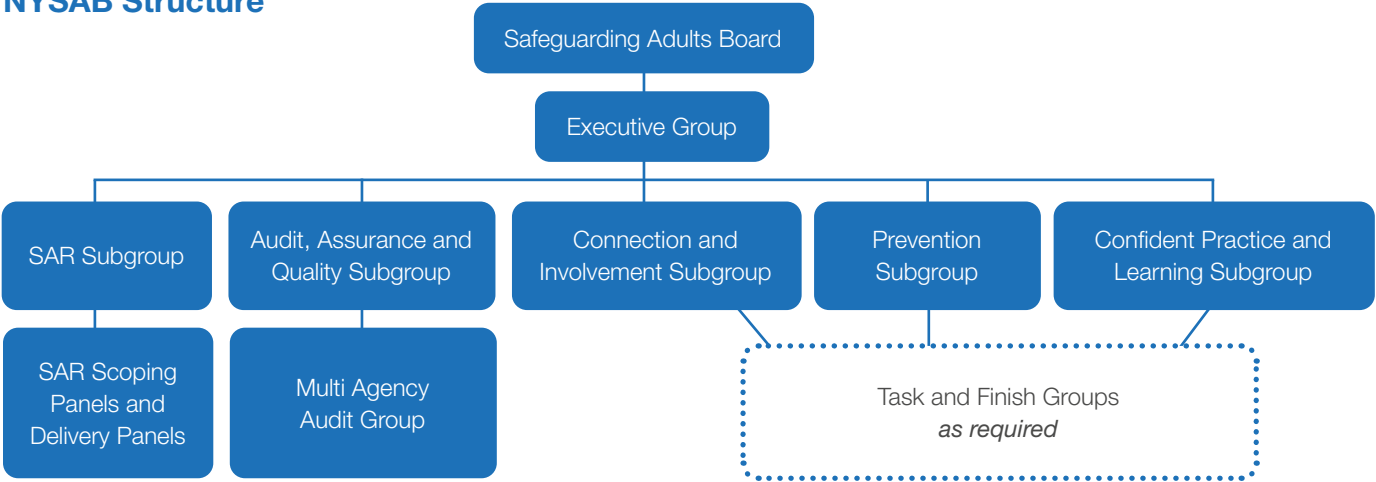 NYSAB Structure
Safeguarding Adults Board
Executive Group
SAR Subgroup
Audit, Assurance and
Quality Subgroup
Connection and
Involvement Subgroup
Prevention
Subgroup
Confident Practice and
Learning Subgroup
SAR Scoping
Panels and
Delivery Panels
Multi Agency
Audit Group
Task and Finish Groups
as required